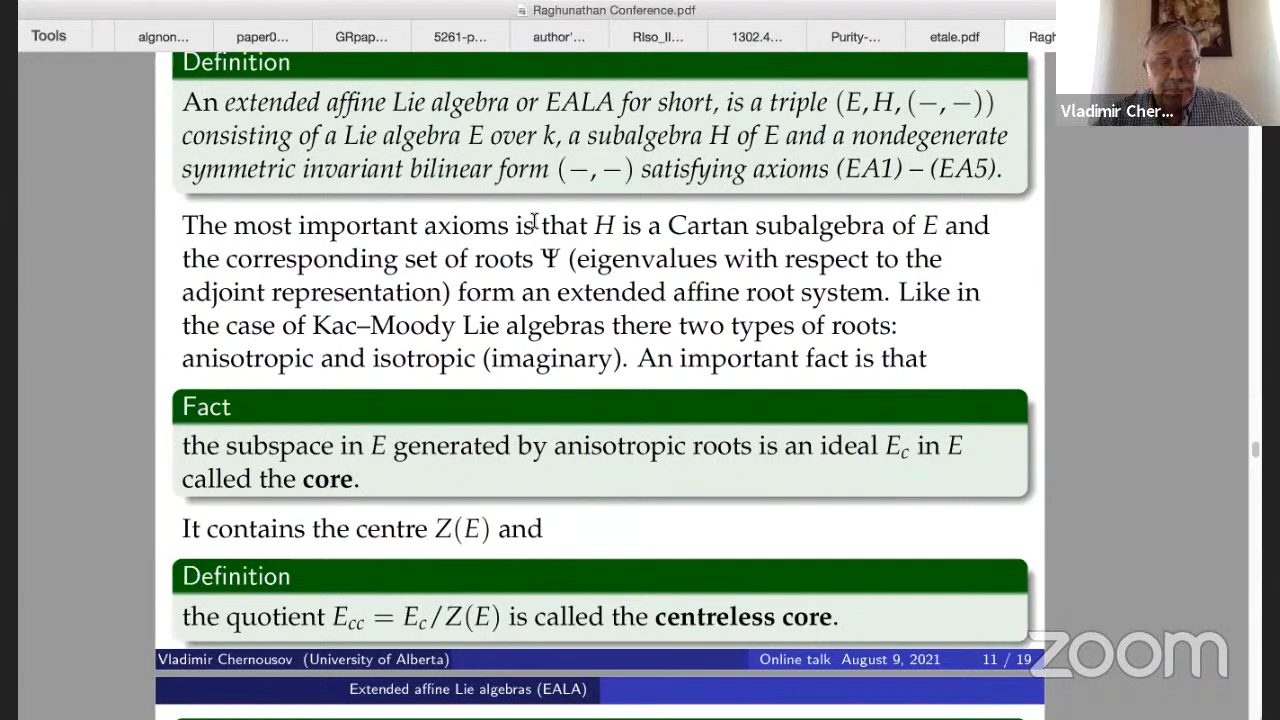 Raghunathan Conference.pdf
Tools
algnon...
paper0...
GRpap...
5261-p...
author'...
RIso_II...
1302.4...
Purity-...
etale.pdf
Ragh
Vladimir Cher...
Definition
An extended affine Lie algebra or EALA for short, is a triple (E, H, (−, −))
consisting of a Lie algebra E over k, a subalgebra H of E and a nondegenerate
symmetric invariant bilinear form (−, −) satisfying axioms (EA1) – (EA5).
The most important axioms is that H is a Cartan subalgebra of E and
the corresponding set of roots Ψ (eigenvalues with respect to the
adjoint representation) form an extended affine root system. Like in
the case of Kac–Moody Lie algebras there two types of roots:
anisotropic and isotropic (imaginary). An important fact is that
Fact
the subspace in E generated by anisotropic roots is an ideal E_c in E
called the core.
It contains the centre Z(E) and
Definition
the quotient E_cc = E_c/Z(E) is called the centreless core.
Vladimir Chernousov (University of Alberta)
Online talk August 9, 2021
11 / 19
zoom
Extended affine Lie algebras (EALA)